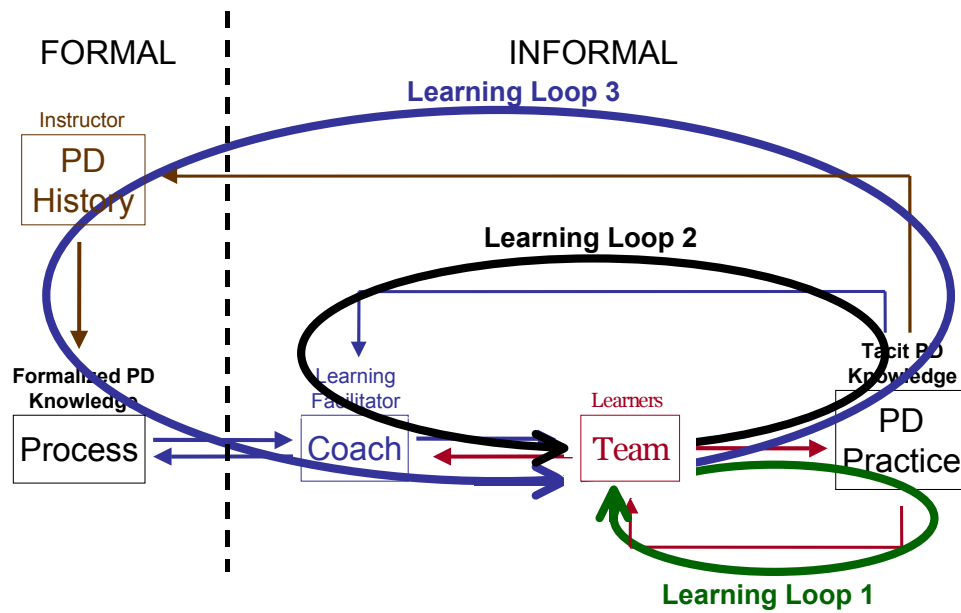 FORMAL
INFORMAL
Learning Loop 3
Instructor
PD
History
Learning Loop 2
Formalized PD
Knowledge
Process
Learning
Facilitator
Coach
Learners
Team
Tacit PD
Knowledge
PD
Practice
Learning Loop 1